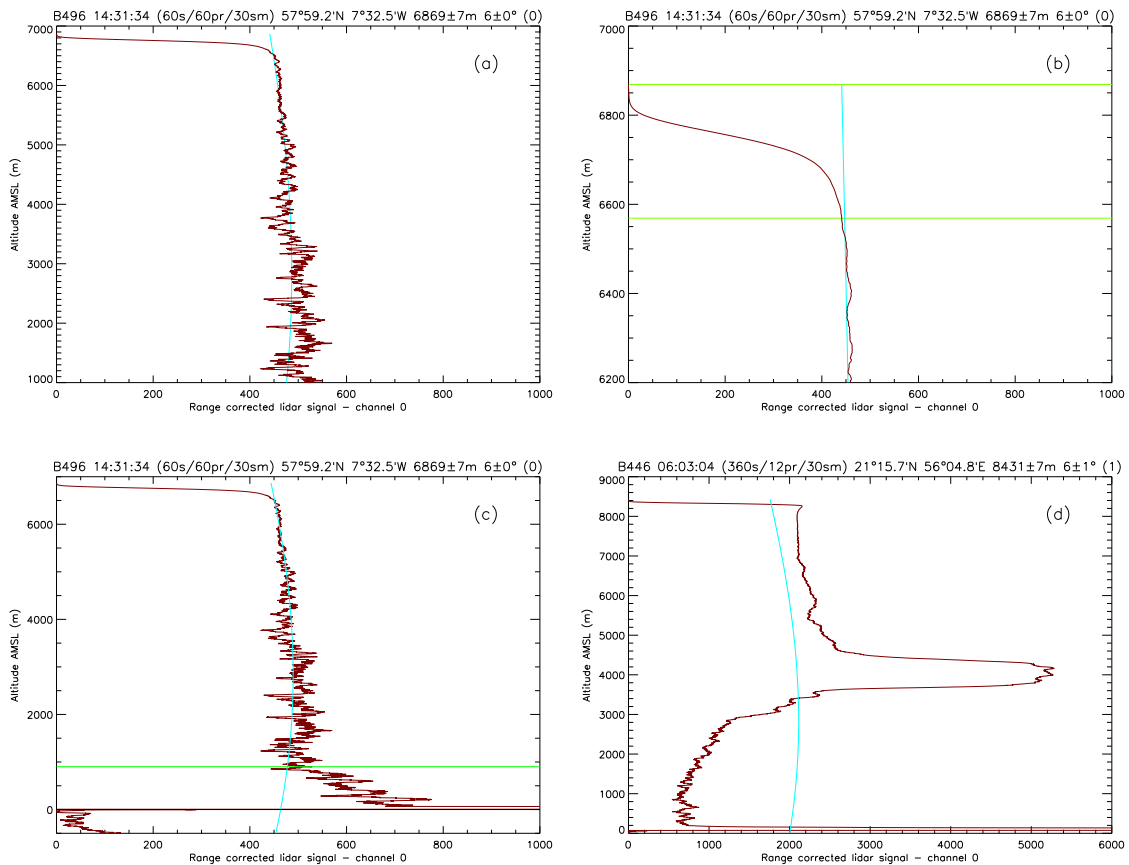 B496 14:31:34 (60s/60pr/30sm) 57°59.2'N 7°32.5'W 6869±7m 6±0° (0)
7000
6000
5000
4000
3000
2000
1000
Altitude AMSL (m)
(a)
0 200 400 600 800 1000
Range corrected lidar signal – channel 0
B496 14:31:34 (60s/60pr/30sm) 57°59.2'N 7°32.5'W 6869±7m 6±0° (0)
7000
6800
6600
6400
6200
Altitude AMSL (m)
(b)
0 200 400 600 800 1000
Range corrected lidar signal – channel 0
B496 14:31:34 (60s/60pr/30sm) 57°59.2'N 7°32.5'W 6869±7m 6±0° (0)
6000
4000
2000
0
Altitude AMSL (m)
(c)
0 200 400 600 800 1000
Range corrected lidar signal – channel 0
B446 06:03:04 (360s/12pr/30sm) 21°15.7'N 56°04.8'E 8431±7m 6±1° (1)
9000
8000
7000
6000
5000
4000
3000
2000
1000
0
Altitude AMSL (m)
(d)
0 1000 2000 3000 4000 5000 6000
Range corrected lidar signal – channel 0